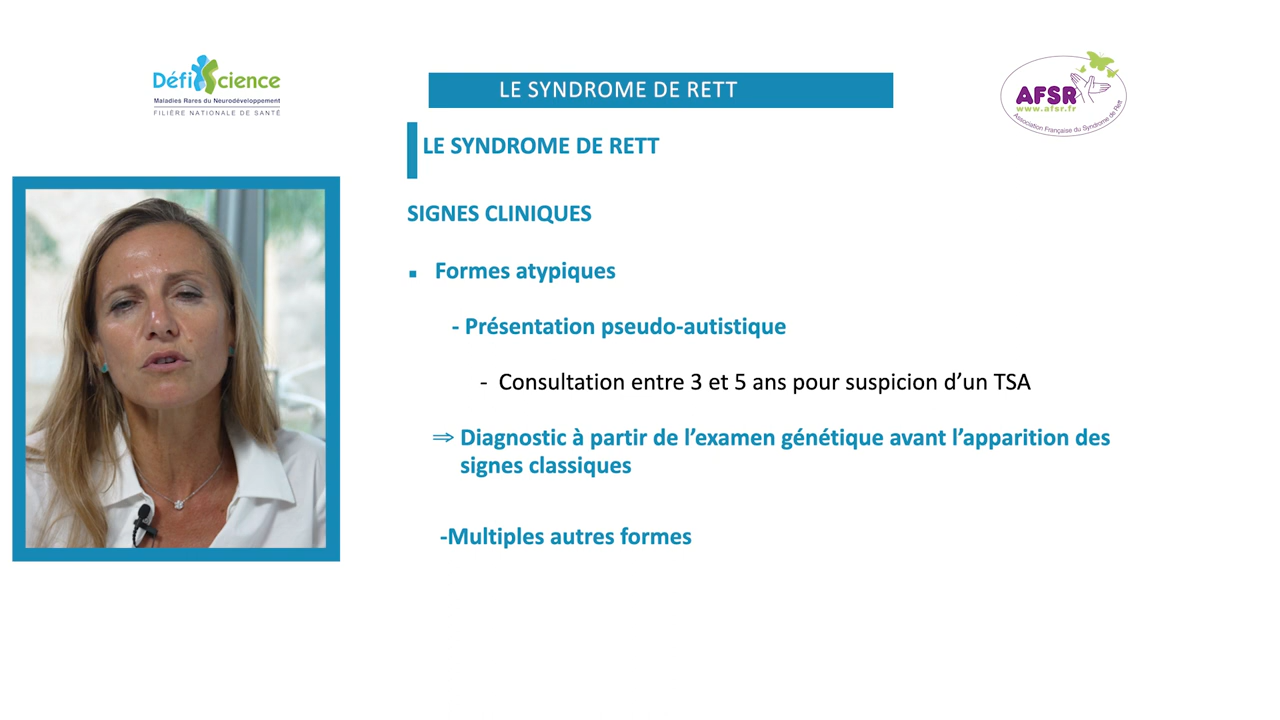 DéfiScience
Maladies Rares du Neurodéveloppement
FILIÈRE NATIONALE DE SANTÉ
LE SYNDROME DE RETT
AFSR
www.afsr.fr
Association Française du Syndrome de Rett
LE SYNDROME DE RETT
SIGNES CLINIQUES
▪ Formes atypiques
- Présentation pseudo-autistique
- Consultation entre 3 et 5 ans pour suspicion d’un TSA
⇒ Diagnostic à partir de l’examen génétique avant l’apparition des
signes classiques
-Multiples autres formes